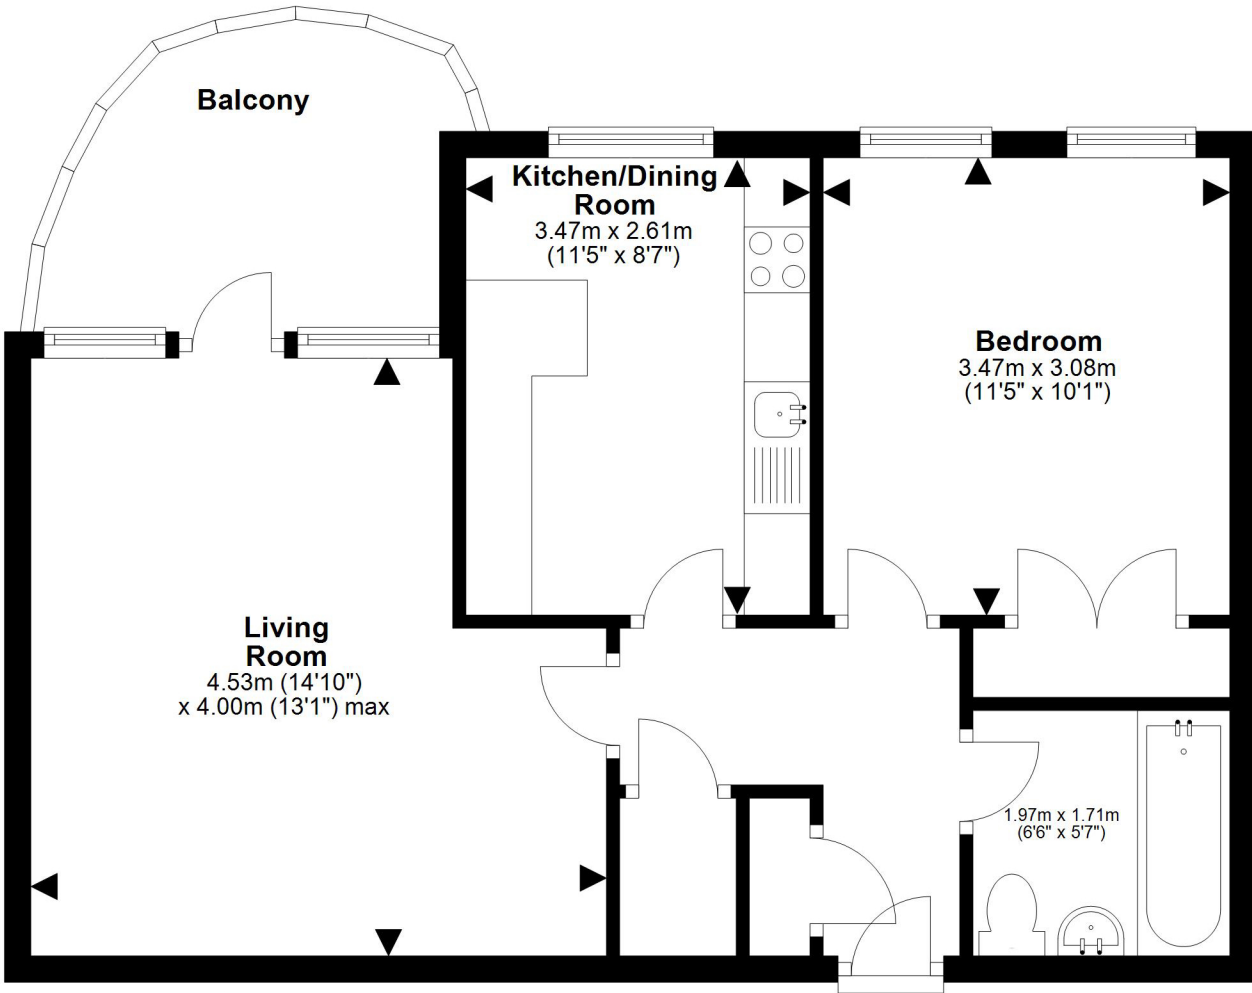 Balcony
Kitchen/Dining
Room
3.47m x 2.61m
(11'5" x 8'7")
Bedroom
3.47m x 3.08m
(11'5" x 10'1")
Living
Room
4.53m (14'10")
x 4.00m (13'1") max
1.97m x 1.71m
(6'6" x 5'7")